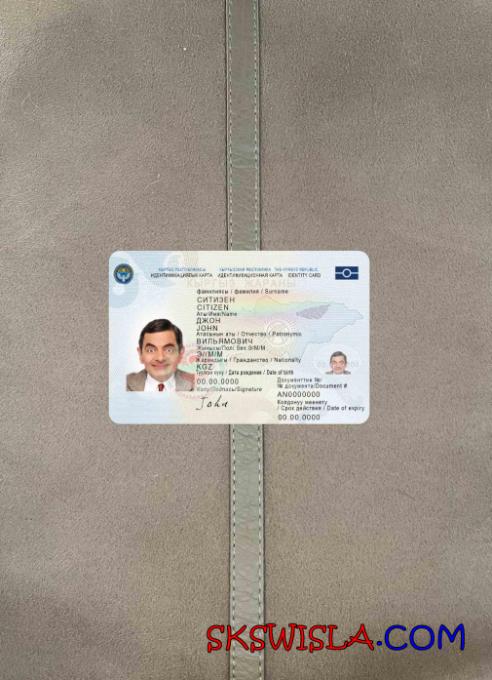 КЫРГЫЗ РЕСПУБЛИКАСЫ КЫРГЫЗСКАЯ РЕСПУБЛИКА THE KYRGYZ REPUBLIC
ИДЕНТИФИКАЦИЯЛЫК КАРТА ИДЕНТИФИКАЦИОННАЯ КАРТА IDENTITY CARD
КЫРГЫЗ ЖАРАНЫ
Фамилиясы / фамилия / Surname
СИТИЗЕН
CITIZEN
Аты/Имя/Name
ДЖОН
JOHN
Атасынын аты / Отчество / Patronymic
ВИЛЬЯМОВИЧ
Жынысы/Пол/ Sex Э/М/М
Э/М/М
Жарандыгы / Гражданство / Nationality
KGZ
Туулган күнү / Дата рождения / Date of birth
00.00.0000
Колу/Подпись/Signature
John
Документтин №/
№ документа/Document #
AN0000000
Колдонуу мөөнөтү
/ Срок действия / Date of expiry
00.00.0000
SKSWISLA.COM